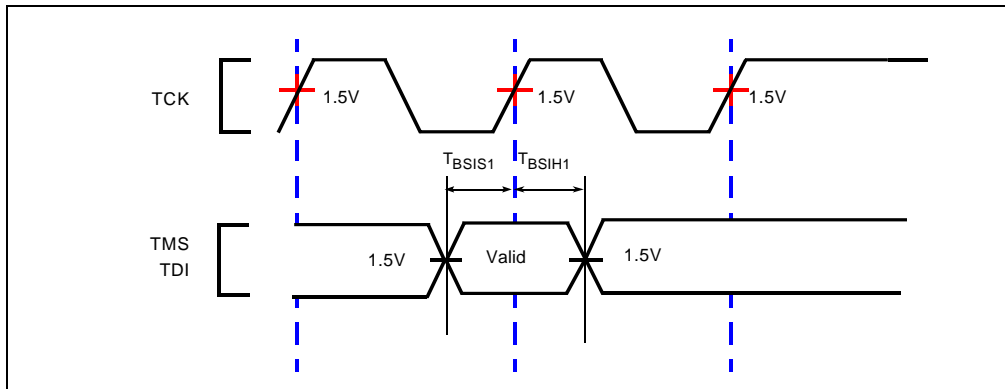 TCK
1.5V
1.5V
1.5V
TBSIS1
TBSIH1
TMS
TDI
1.5V
Valid
1.5V